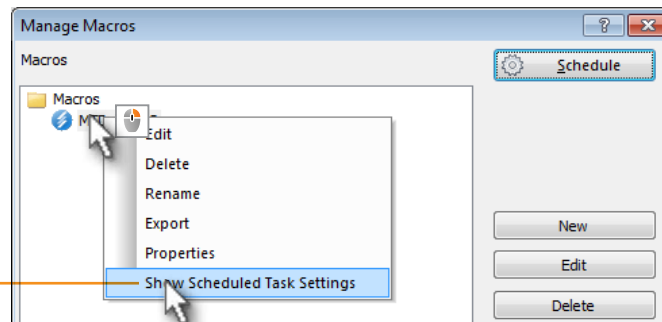 Manage Macros
Macros
Schedule
Macros
Edit
Delete
Rename
Export
Properties
Show Scheduled Task Settings
New
Edit
Delete